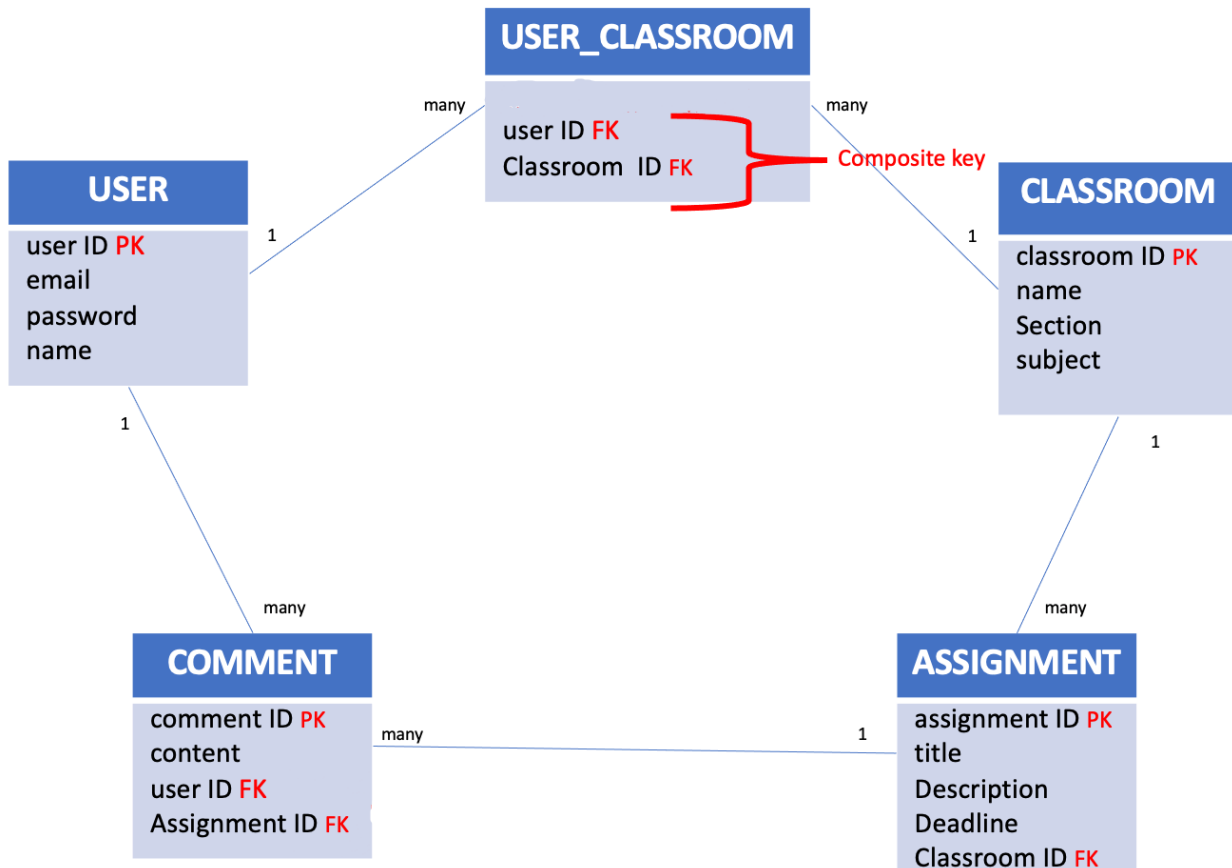 USER_CLASSROOM
many
many
user ID FK
Classroom  ID FK
Composite key
USER
CLASSROOM
1
1
user ID PK
email
password
name
classroom ID PK
name
Section
subject
1
1
many
many
COMMENT
ASSIGNMENT
comment ID PK
content
user ID FK
Assignment ID FK
many
1
assignment ID PK
title
Description
Deadline
Classroom ID FK